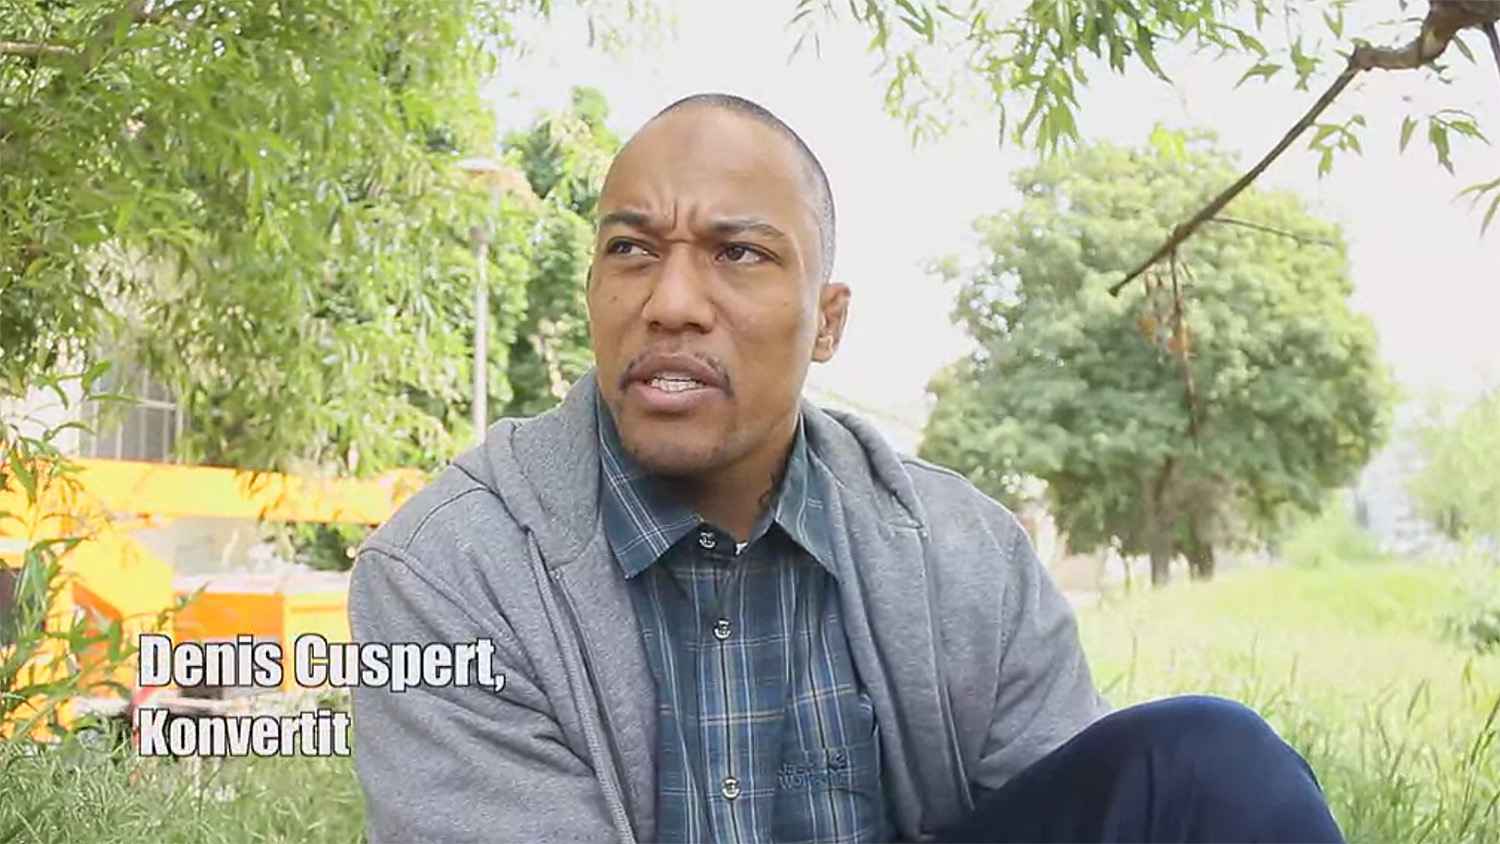 Denis Cuspert,
Konvertit